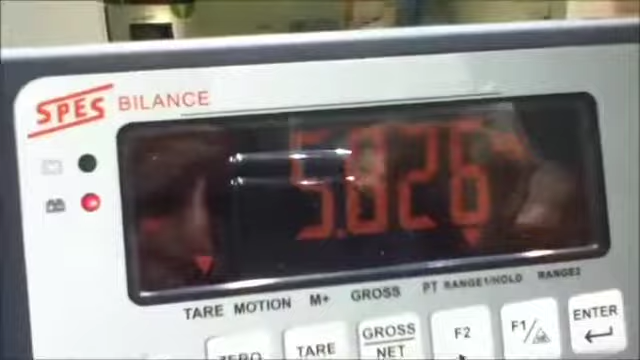 SPES BILANCE
5.826
TARE MOTION M+ GROSS PT RANGE1/HOLD RANGE2
ZERO TARE GROSS NET F2 F1/ ENTER